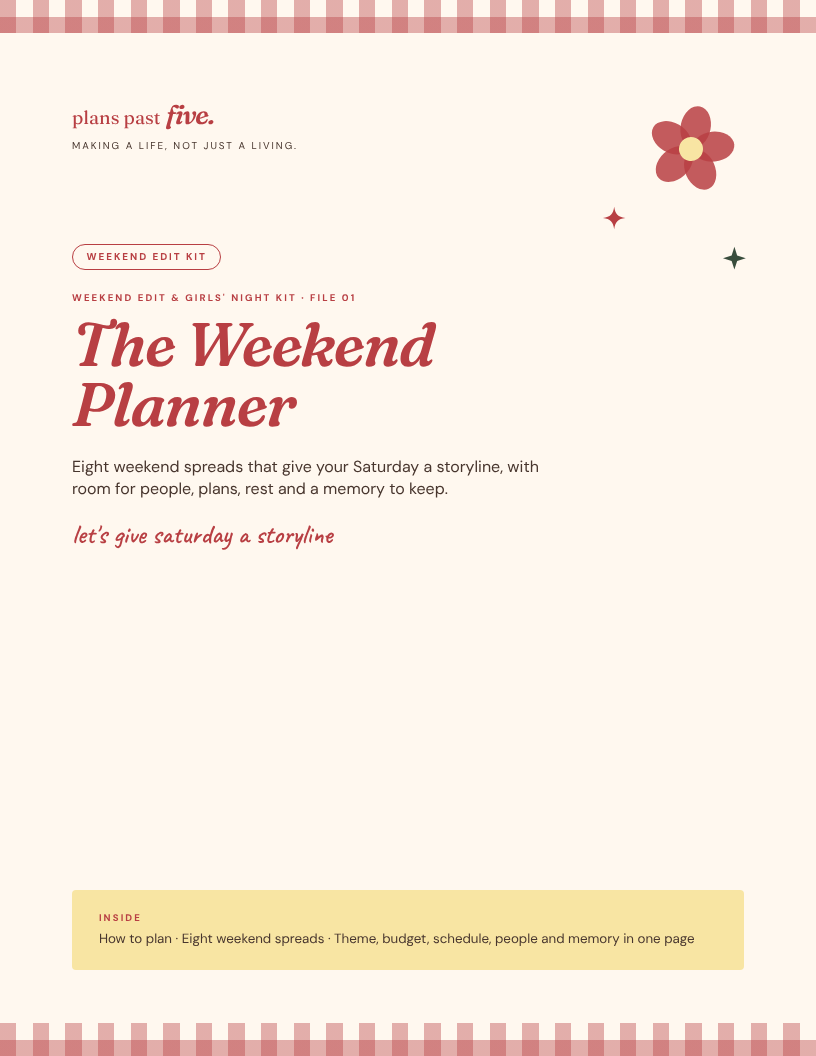 plans past five.
MAKING A LIFE, NOT JUST A LIVING.
WEEKEND EDIT KIT
WEEKEND EDIT & GIRLS' NIGHT KIT · FILE 01
The Weekend
Planner
Eight weekend spreads that give your Saturday a storyline, with
room for people, plans, rest and a memory to keep.
let's give saturday a storyline
INSIDE
How to plan · Eight weekend spreads · Theme, budget, schedule, people and memory in one page